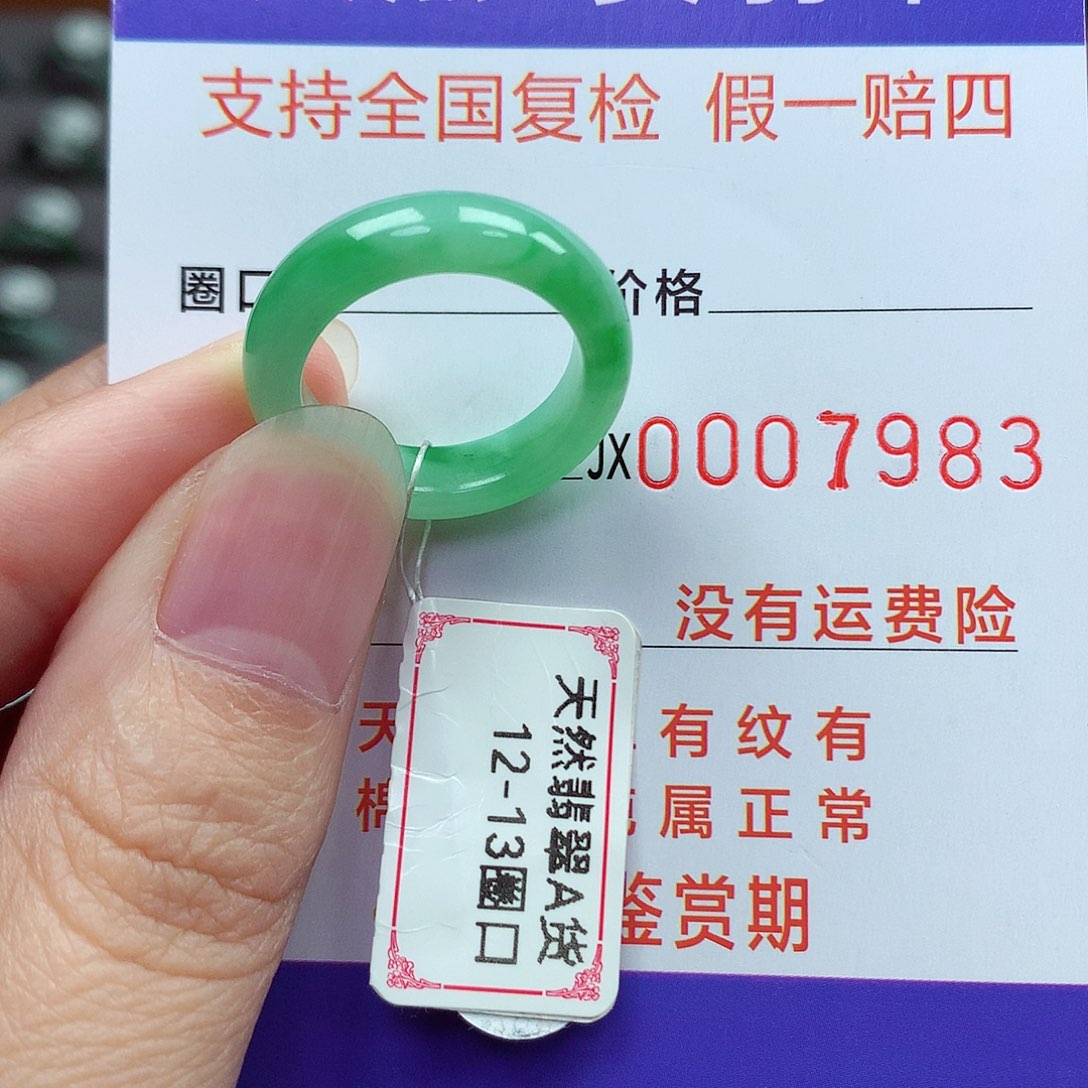 支持全国复检 假一赔四
圈口 价格
JX0007983
没有运费险
天 有纹有
棉 属正常
鉴赏期
天然翡翠A货
12-13圈口